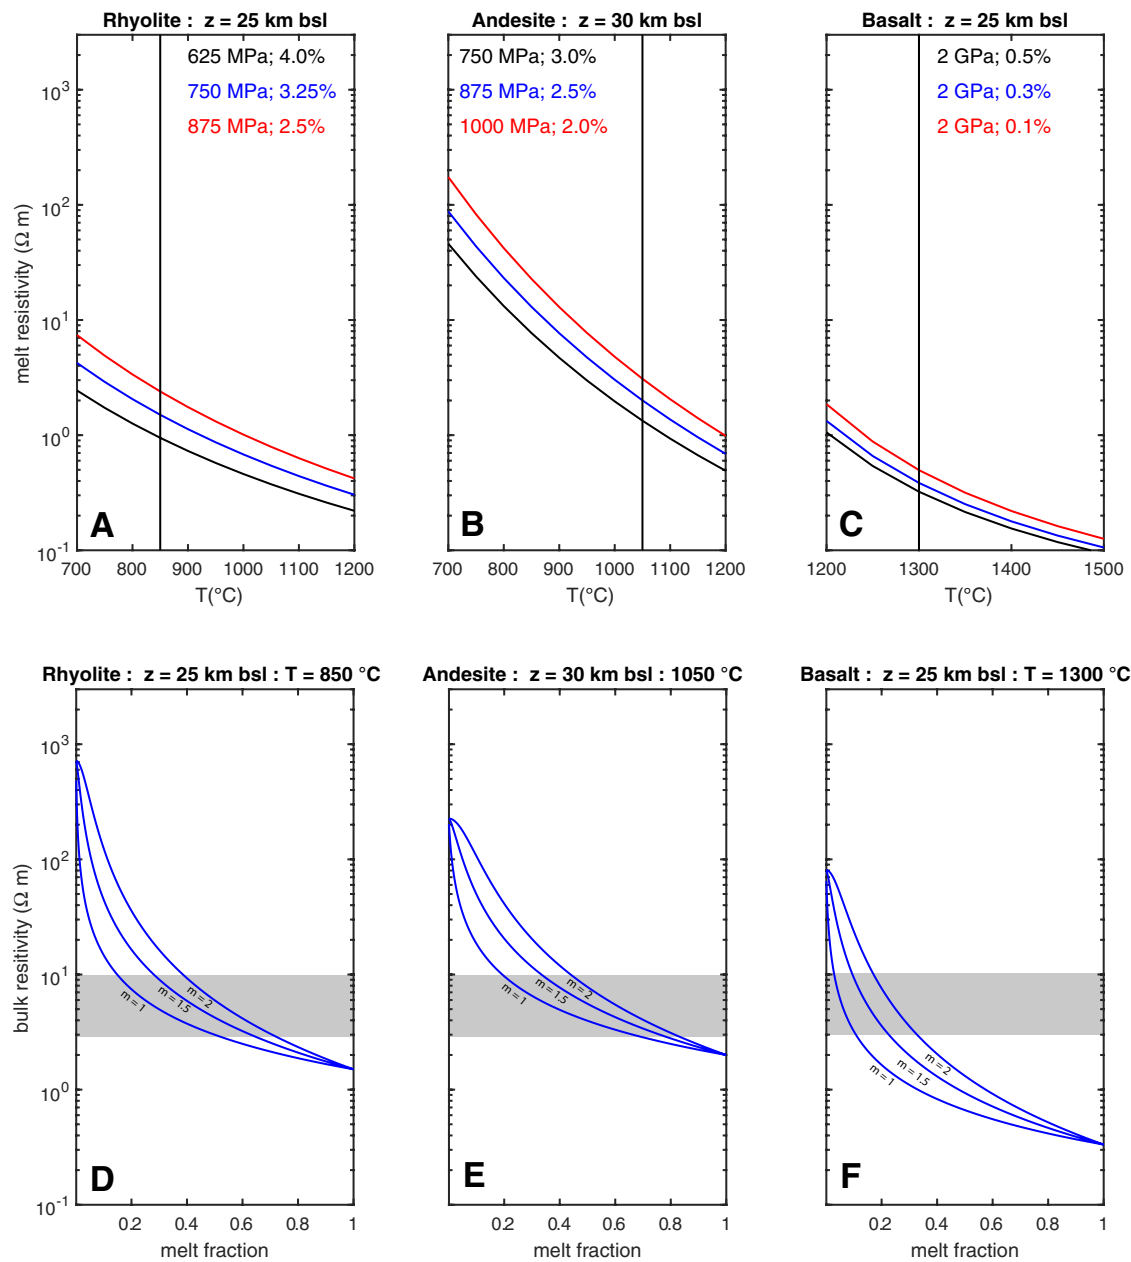 Rhyolite : z = 25 km bsl
Andesite : z = 30 km bsl
Basalt : z = 25 km bsl
625 MPa; 4.0%
750 MPa; 3.25%
875 MPa; 2.5%
750 MPa; 3.0%
875 MPa; 2.5%
1000 MPa; 2.0%
2 GPa; 0.5%
2 GPa; 0.3%
2 GPa; 0.1%
melt resistivity (Ω m)
10³
10²
10¹
10⁰
10⁻¹
A
B
C
700 800 900 1000 1100 1200
700 800 900 1000 1100 1200
1200 1300 1400 1500
T(°C)
T(°C)
T(°C)
Rhyolite : z = 25 km bsl : T = 850 °C
Andesite : z = 30 km bsl : 1050 °C
Basalt : z = 25 km bsl : T = 1300 °C
bulk resitivity (Ω m)
10³
10²
10¹
10⁰
10⁻¹
m = 1
m = 1.5
m = 2
m = 1
m = 1.5
m = 2
m = 1
m = 1.5
m = 2
D
E
F
0.2 0.4 0.6 0.8 1
0.2 0.4 0.6 0.8 1
0.2 0.4 0.6 0.8 1
melt fraction
melt fraction
melt fraction